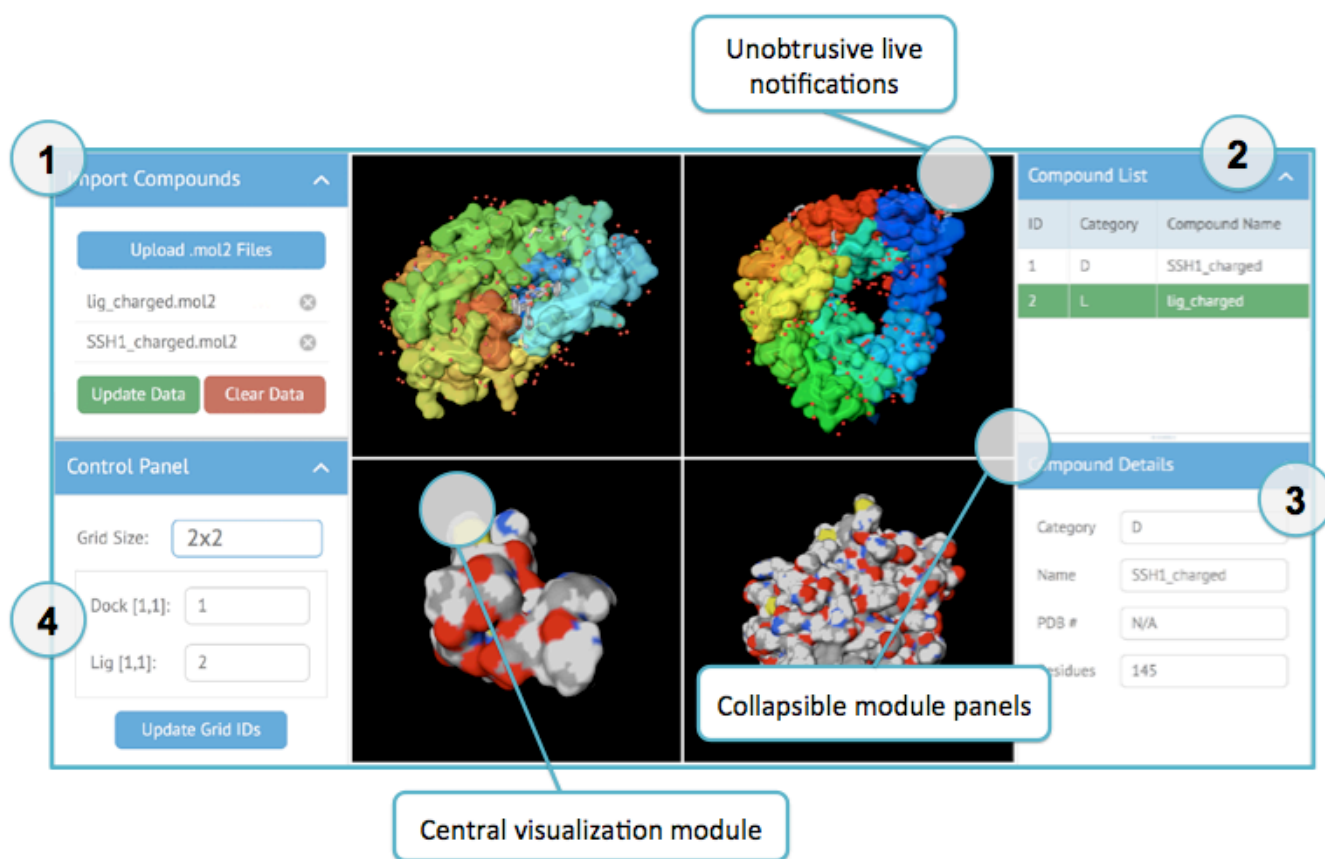 Unobtrusive live
notifications
1
Import Compounds
Upload .mol2 Files
lig_charged.mol2
SSH1_charged.mol2
Update Data
Clear Data
2
Compound List
ID Category Compound Name
1 D SSH1_charged
2 L lig_charged
Control Panel
Grid Size: 2x2
4
Dock [1,1]: 1
Lig [1,1]: 2
Update Grid IDs
Compound Details
3
Category D
Name SSH1_charged
PDB # N/A
Residues 145
Collapsible module panels
Central visualization module